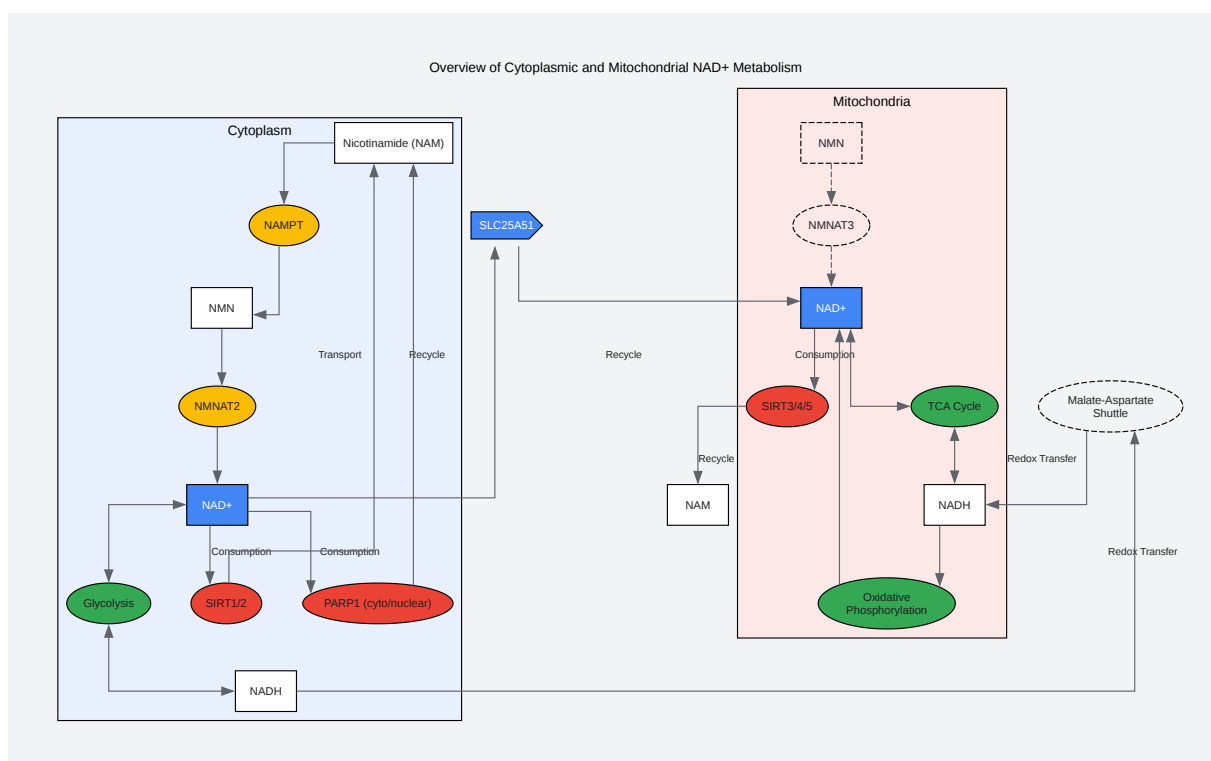 Overview of Cytoplasmic and Mitochondrial NAD+ Metabolism
Cytoplasm
Nicotinamide (NAM)
NAMPT
NMN
Transport
Recycle
NMNAT2
NAD+
Consumption
Consumption
Glycolysis
SIRT1/2
PARP1 (cyto/nuclear)
NADH
SLC25A51
Recycle
Mitochondria
NMN
NMNAT3
NAD+
Consumption
SIRT3/4/5
TCA Cycle
Recycle
NAM
NADH
Oxidative
Phosphorylation
Malate-Aspartate
Shuttle
Redox Transfer
Redox Transfer